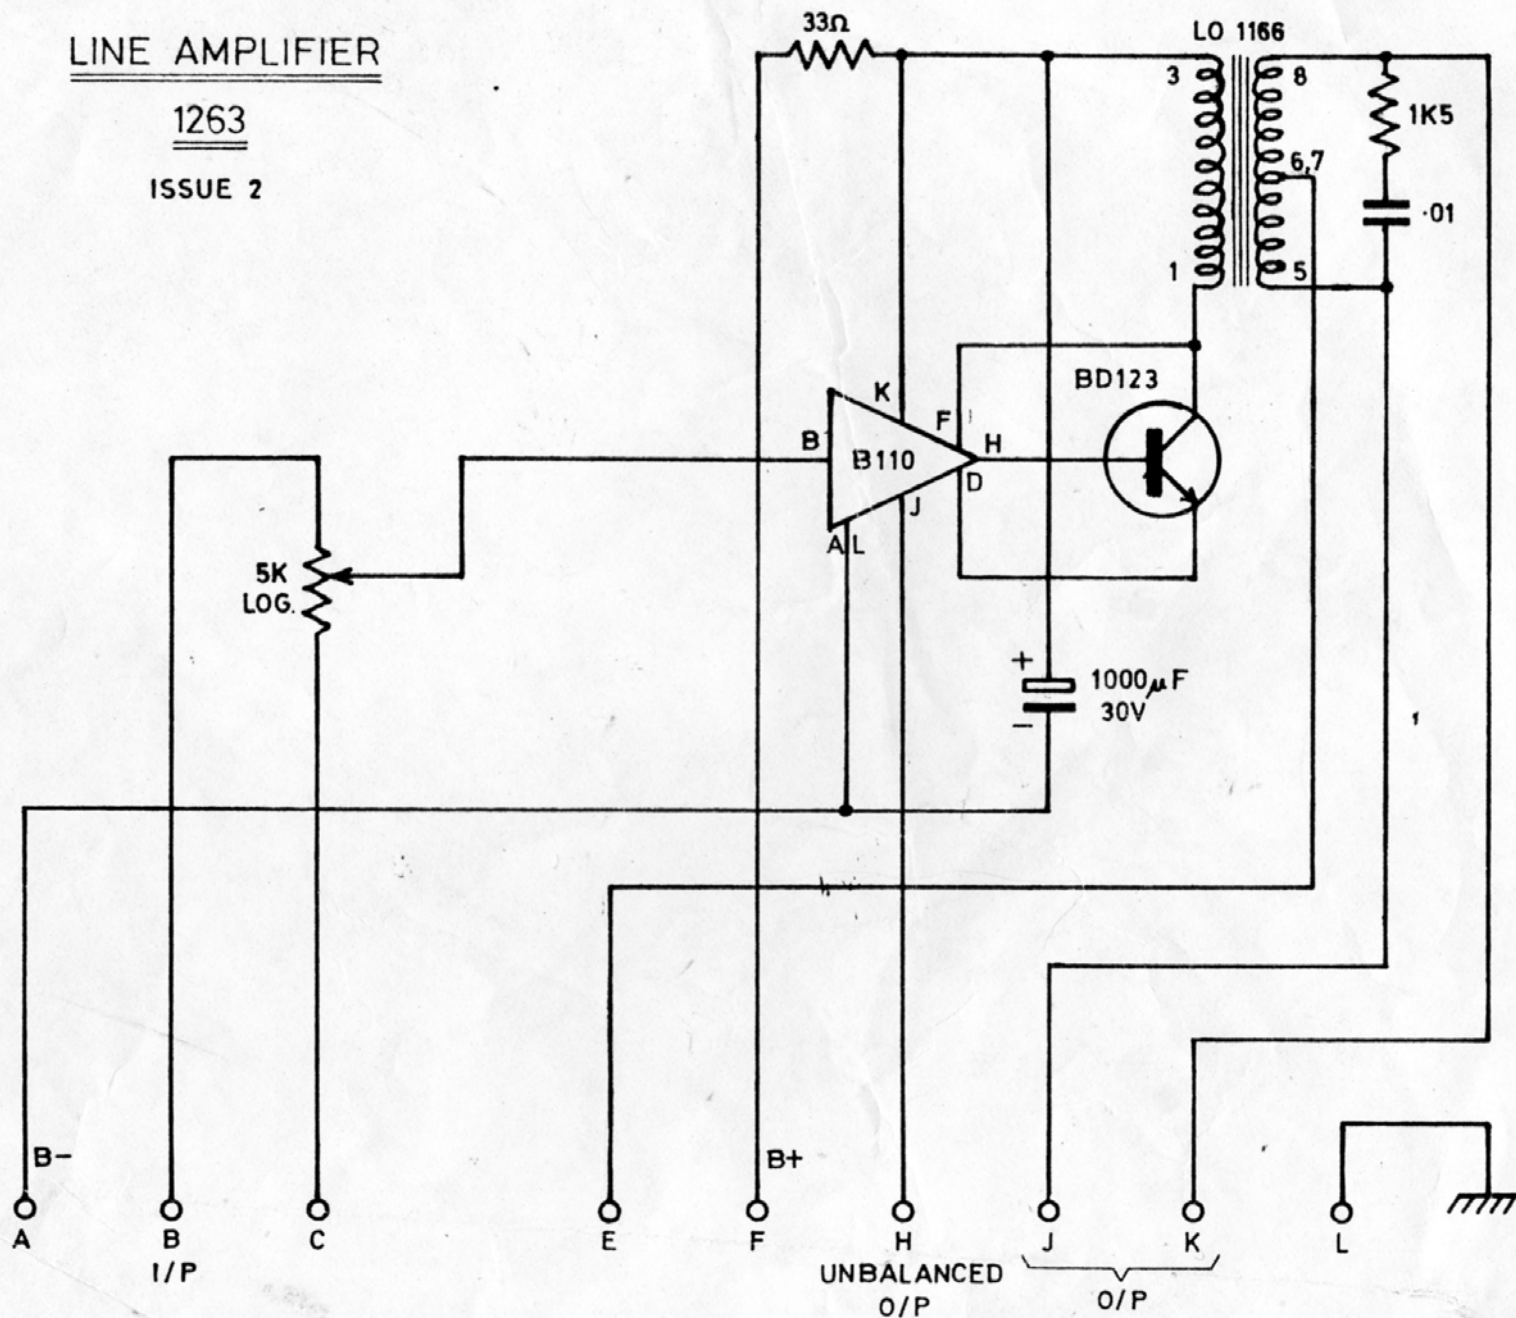 LINE AMPLIFIER
1263
ISSUE 2
33Ω
LO 1166
3
8
1K5
6,7
.01
1
5
BD123
K
F
B
B110
H
D
J
A L
5K
LOG.
+
1000µF
30V
−
B−
B+
A
B
C
E
F
H
J
K
L
I/P
UNBALANCED
O/P
O/P